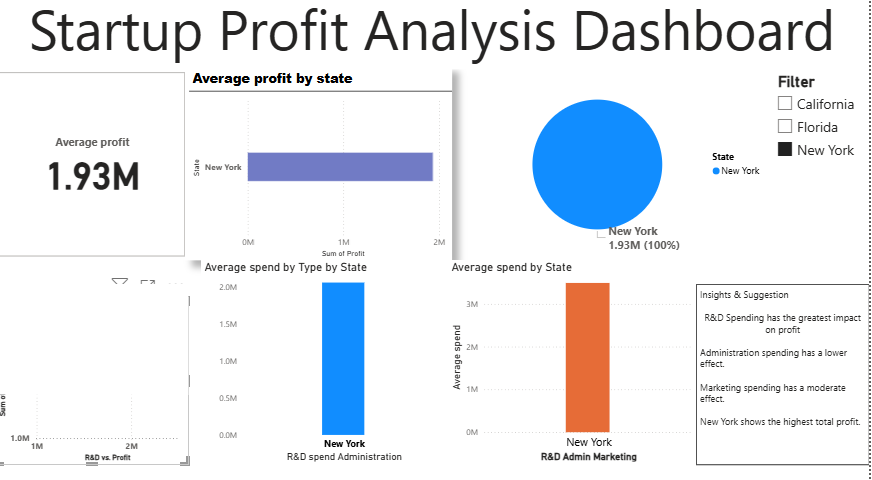 Startup Profit Analysis Dashboard
Average profit
1.93M
Average profit by state
State
New York
0M
1M
2M
Sum of Profit
New York
1.93M (100%)
State
New York
Filter
California
Florida
New York
Sum of
1.0M
1M
2M
R&D vs. Profit
Average spend by Type by State
2.0M
1.5M
1.0M
0.5M
0.0M
New York
R&D spend Administration
Average spend by State
Average spend
3M
2M
1M
0M
New York
R&D Admin Marketing
Insights & Suggestion
R&D Spending has the greatest impact
on profit
Administration spending has a lower
effect.
Marketing spending has a moderate
effect.
New York shows the highest total profit.